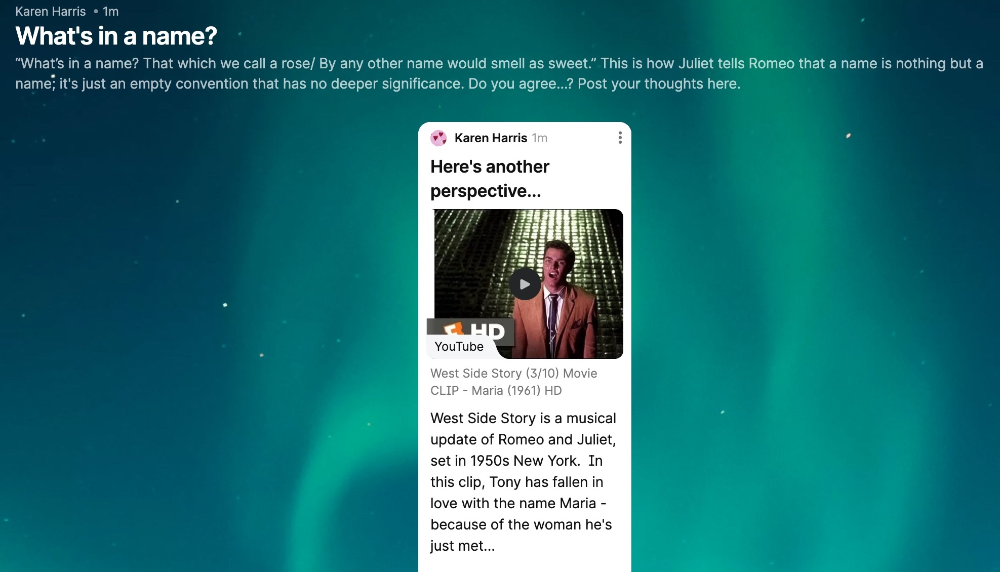 Karen Harris • 1m
What's in a name?
“What’s in a name? That which we call a rose/ By any other name would smell as sweet.” This is how Juliet tells Romeo that a name is nothing but a
name; it's just an empty convention that has no deeper significance. Do you agree...? Post your thoughts here.
Karen Harris 1m
Here's another
perspective...
HD
YouTube
West Side Story (3/10) Movie
CLIP - Maria (1961) HD
West Side Story is a musical
update of Romeo and Juliet,
set in 1950s New York.  In
this clip, Tony has fallen in
love with the name Maria -
because of the woman he's
just met...